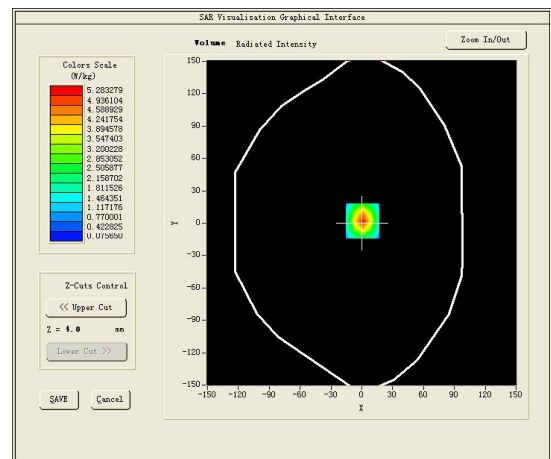 SAR Visualisation Graphical Interface
Volume Radiated Intensity
Zoom In/Out
Colors Scale
(W/kg)
5.283279
4.936104
4.588929
4.241754
3.894578
3.547403
3.200228
2.853052
2.505877
2.158702
1.811526
1.464351
1.117176
0.770001
0.422825
0.075650
Z-Cuts Control
<< Upper Cut
Z = 4.0 mm
Lower Cut >>
SAVE Cancel
150
120
90
60
30
0
-30
-60
-90
-120
-150
Y
-150 -120 -90 -60 -30 0 30 60 90 120 150
X